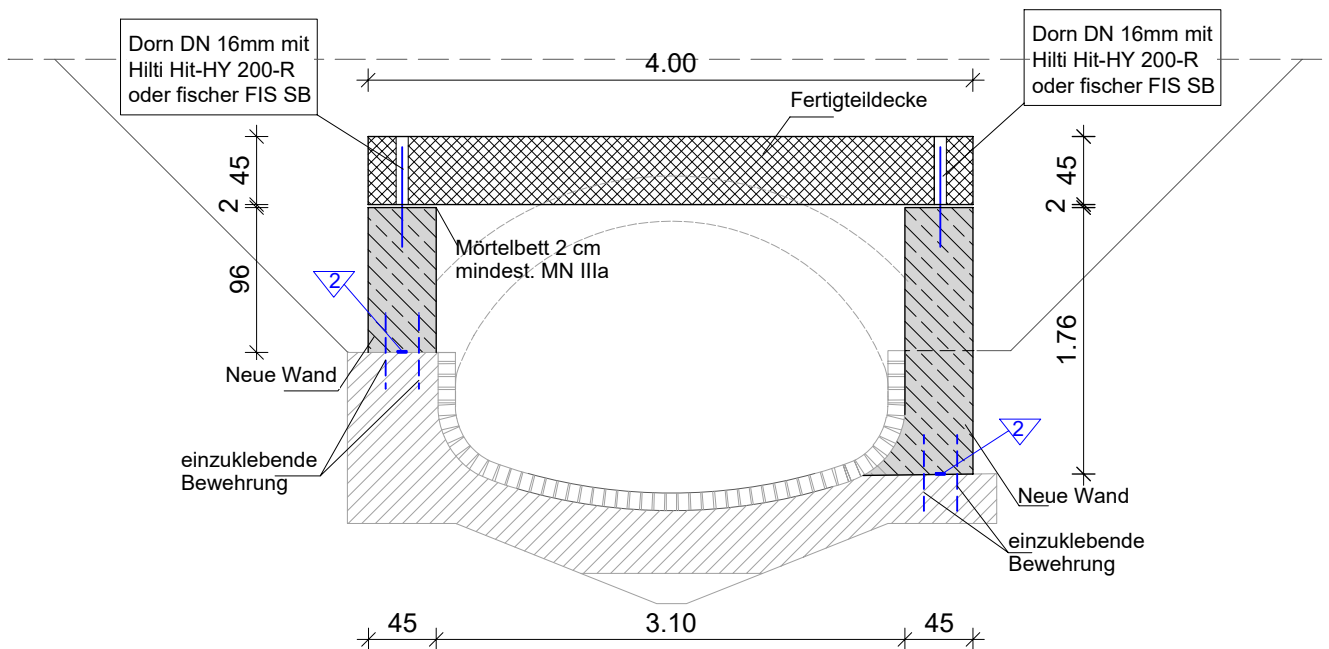 Dorn DN 16mm mit
Hilti Hit-HY 200-R
oder fischer FIS SB
4.00
Dorn DN 16mm mit
Hilti Hit-HY 200-R
oder fischer FIS SB
Fertigteildecke
45
2
96
45
2
1.76
Mörtelbett 2 cm
mindest. MN IIIa
2
Neue Wand
einzuklebende
Bewehrung
2
Neue Wand
einzuklebende
Bewehrung
45
3.10
45